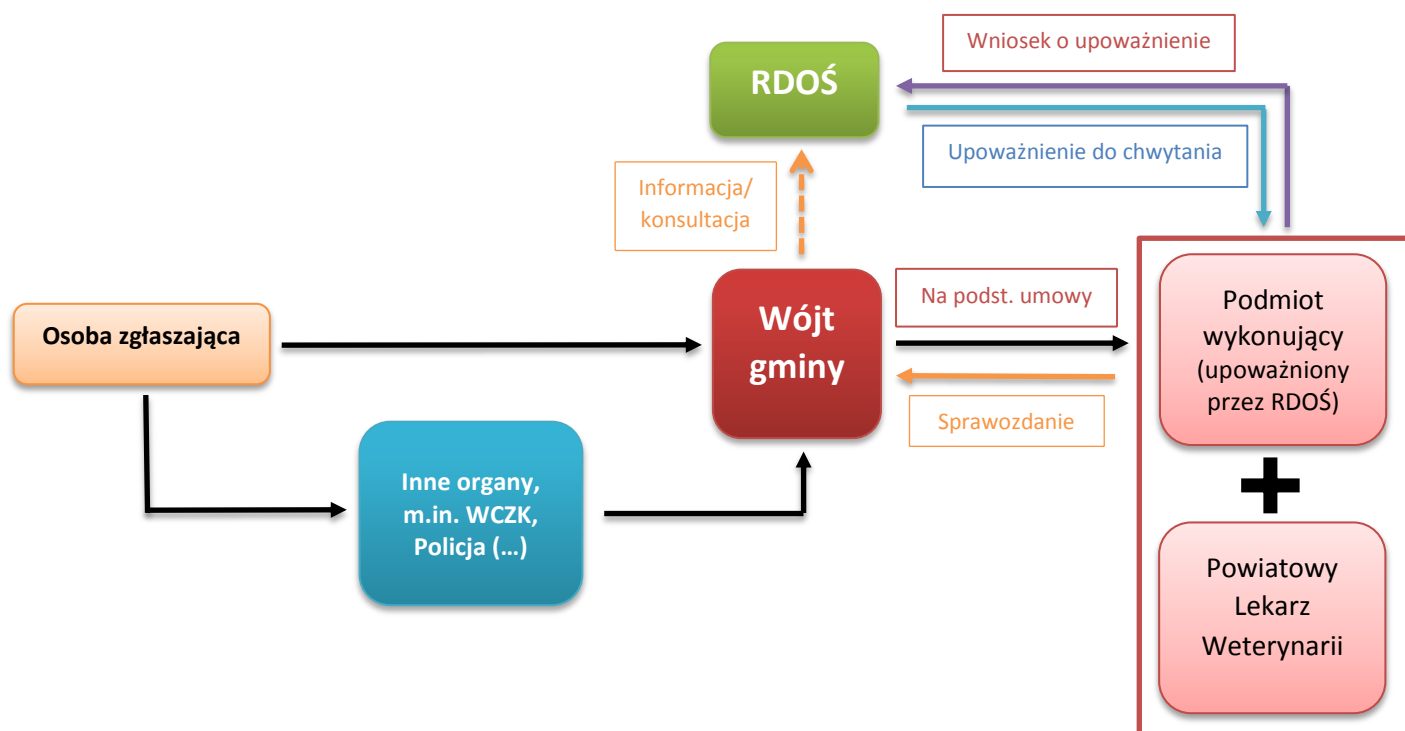 Wniosek o upoważnienie
RDOŚ
Upoważnienie do chwytania
Informacja/
konsultacja
Na podst. umowy
Wójt
gminy
Osoba zgłaszająca
Sprawozdanie
Podmiot
wykonujący
(upoważniony
przez RDOŚ)
Inne organy,
m.in. WCZK,
Policja (...)
Powiatowy
Lekarz
Weterynarii